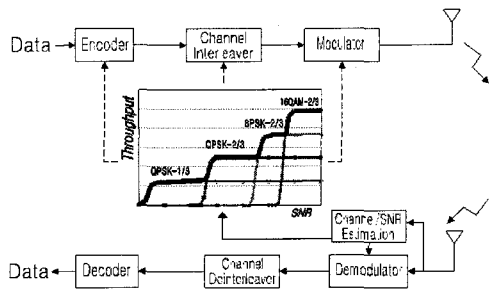 Data
Encoder
Channel
Interleaver
Modulator
Throughput
16QAM-2/3
8PSK-2/3
QPSK-2/3
QPSK-1/3
SNR
Channel/SNR
Estimation
Data
Decoder
Channel
Deinterleaver
Demodulator